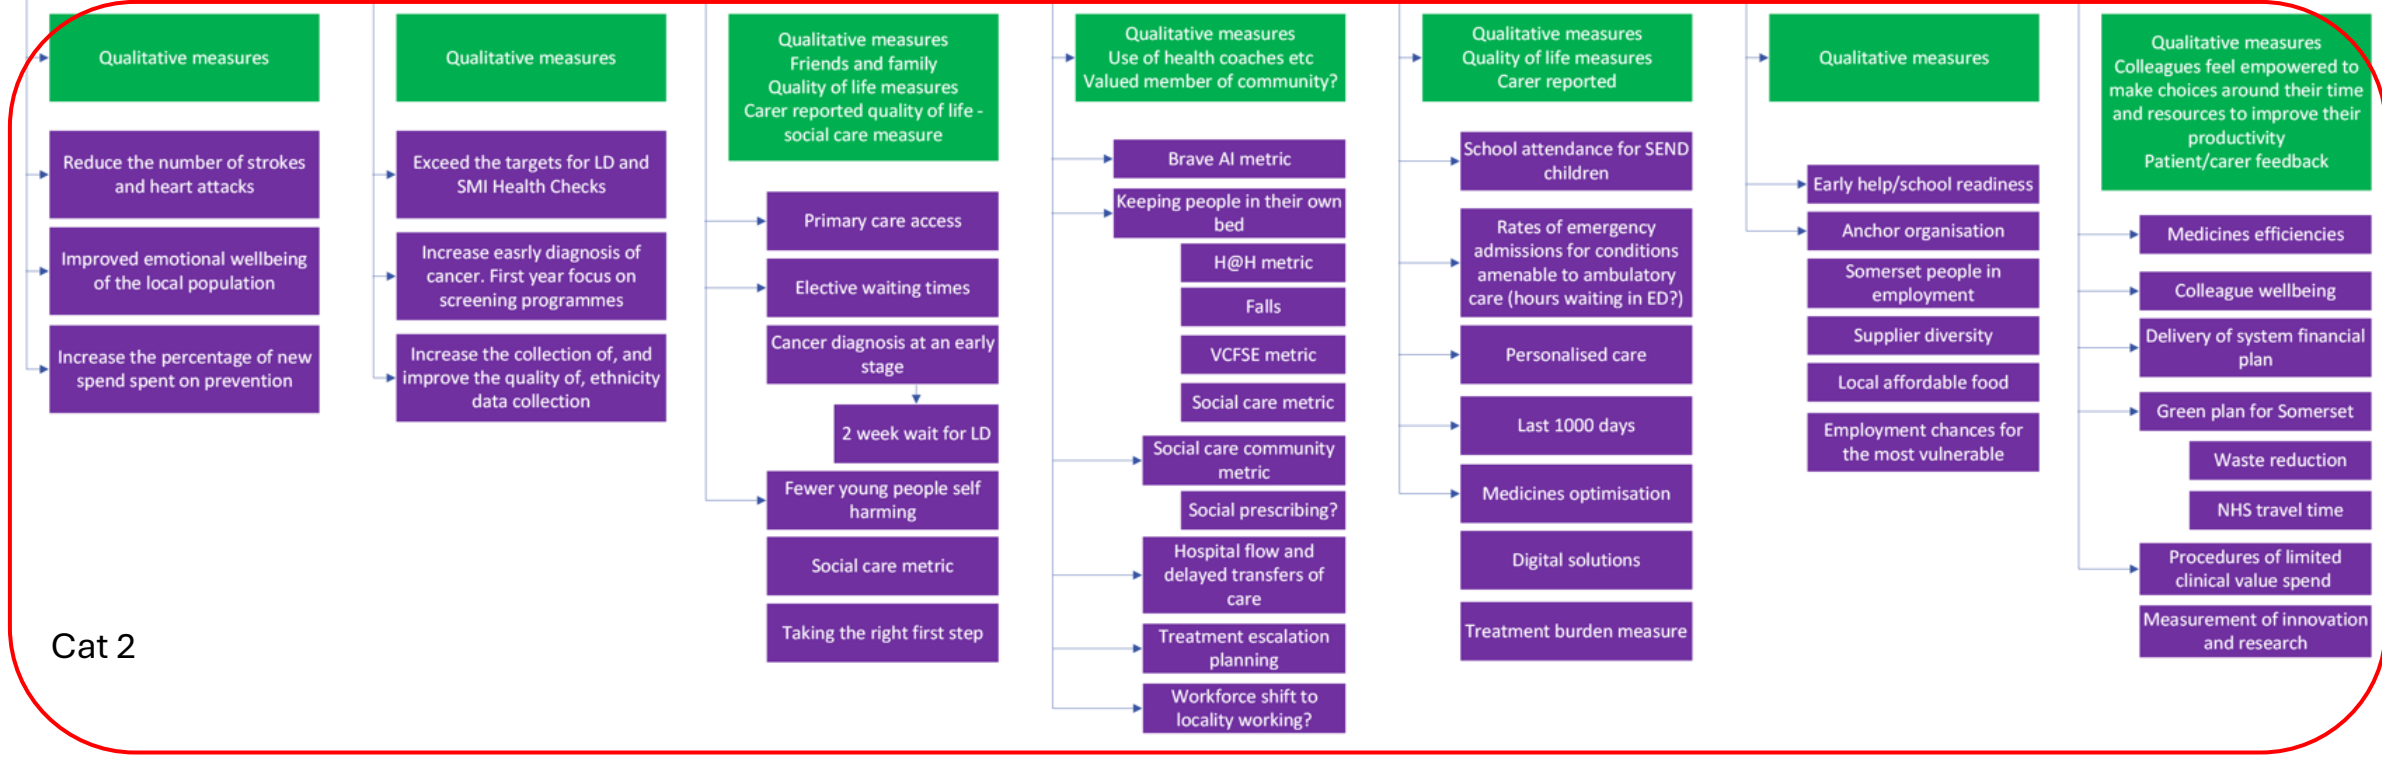 Qualitative measures
Reduce the number of strokes
and heart attacks
Improved emotional wellbeing
of the local population
Increase the percentage of new
spend spent on prevention
Qualitative measures
Exceed the targets for LD and
SMI Health Checks
Increase easrly diagnosis of
cancer. First year focus on
screening programmes
Increase the collection of, and
improve the quality of, ethnicity
data collection
Qualitative measures
Friends and family
Quality of life measures
Carer reported quality of life -
social care measure
Primary care access
Elective waiting times
Cancer diagnosis at an early
stage
2 week wait for LD
Fewer young people self
harming
Social care metric
Taking the right first step
Qualitative measures
Use of health coaches etc
Valued member of community?
Brave AI metric
Keeping people in their own
bed
H@H metric
Falls
VCFSE metric
Social care metric
Social care community
metric
Social prescribing?
Hospital flow and
delayed transfers of
care
Treatment escalation
planning
Workforce shift to
locality working?
Qualitative measures
Quality of life measures
Carer reported
School attendance for SEND
children
Rates of emergency
admissions for conditions
amenable to ambulatory
care (hours waiting in ED?)
Personalised care
Last 1000 days
Medicines optimisation
Digital solutions
Treatment burden measure
Qualitative measures
Early help/school readiness
Anchor organisation
Somerset people in
employment
Supplier diversity
Local affordable food
Employment chances for
the most vulnerable
Qualitative measures
Colleagues feel empowered to
make choices around their time
and resources to improve their
productivity
Patient/carer feedback
Medicines efficiencies
Colleague wellbeing
Delivery of system financial
plan
Green plan for Somerset
Waste reduction
NHS travel time
Procedures of limited
clinical value spend
Measurement of innovation
and research
Cat 2